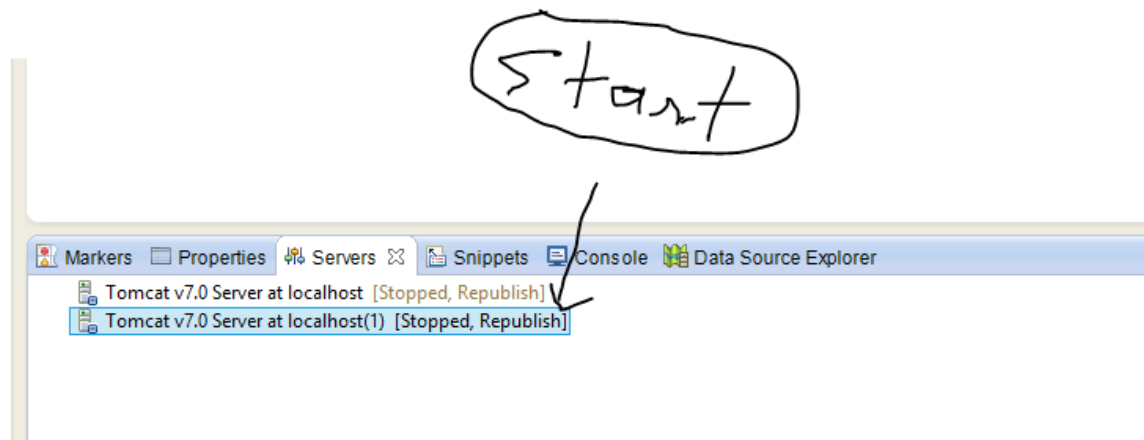 Start
Markers Properties Servers Snippets Console Data Source Explorer
Tomcat v7.0 Server at localhost [Stopped, Republish]
Tomcat v7.0 Server at localhost(1) [Stopped, Republish]